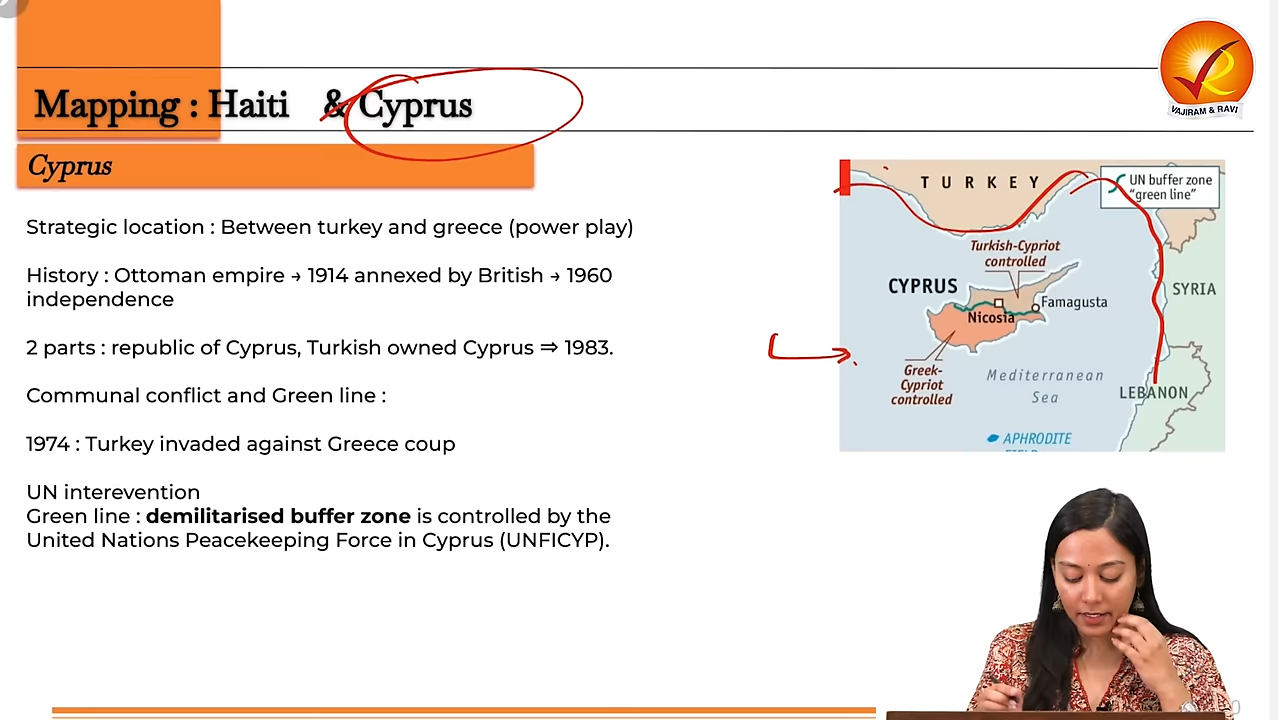 Mapping : Haiti & Cyprus
VAJIRAM & RAVI
Cyprus
Strategic location : Between turkey and greece (power play)
History : Ottoman empire → 1914 annexed by British → 1960
independence
2 parts : republic of Cyprus, Turkish owned Cyprus ⇒ 1983.
Communal conflict and Green line :
1974 : Turkey invaded against Greece coup
UN interevention
Green line : demilitarised buffer zone is controlled by the
United Nations Peacekeeping Force in Cyprus (UNFICYP).
TURKEY
UN buffer zone
"green line"
Turkish-Cypriot
controlled
CYPRUS
SYRIA
Famagusta
Nicosia
Greek-
Cypriot
controlled
Mediterranean
Sea
LEBANON
APHRODITE